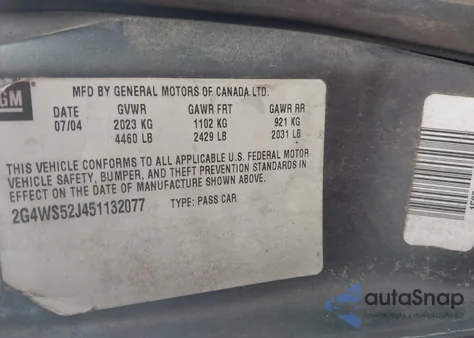 GM
MFD BY GENERAL MOTORS OF CANADA LTD.
DATE GVWR GAWR FRT GAWR RR
07/04 2023 KG 1102 KG 921 KG
4460 LB 2429 LB 2031 LB
THIS VEHICLE CONFORMS TO ALL APPLICABLE U.S. FEDERAL MOTOR
VEHICLE SAFETY, BUMPER, AND THEFT PREVENTION STANDARDS IN
EFFECT ON THE DATE OF MANUFACTURE SHOWN ABOVE.
2G4WS52J451132077 TYPE: PASS CAR
autoSnap